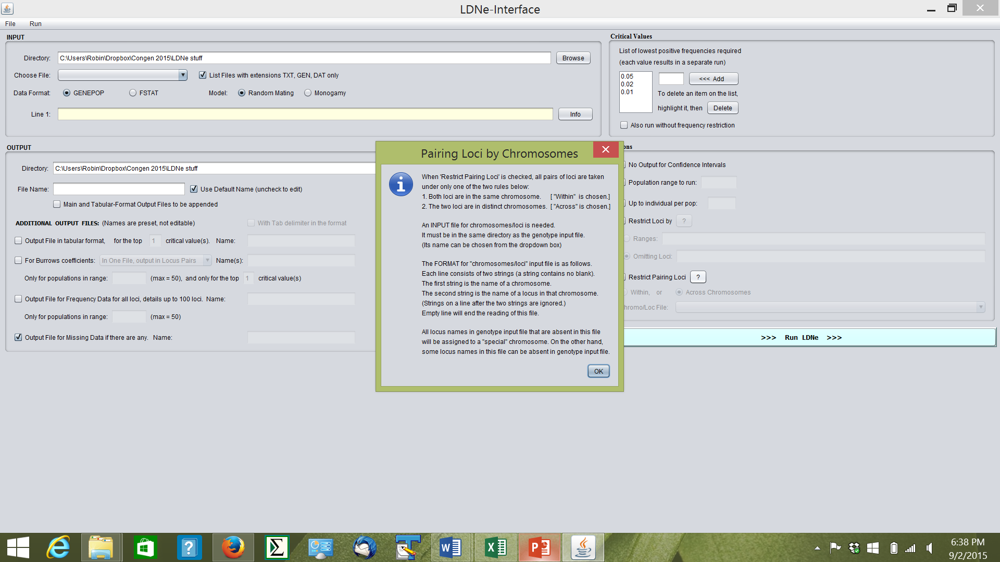 LDNe-Interface
File Run
INPUT
Directory: C:\Users\Robin\Dropbox\Congen 2015\LDNe stuff Browse
Choose File: List Files with extensions TXT, GEN, DAT only
Data Format: GENEPOP FSTAT Model: Random Mating Monogamy
Line 1: Info
Critical Values
List of lowest positive frequencies required
(each value results in a separate run)
0.05
0.02
0.01
<<< Add
To delete an item on the list,
highlight it, then Delete
Also run without frequency restriction
OUTPUT
Directory: C:\Users\Robin\Dropbox\Congen 2015\LDNe stuff
File Name: Use Default Name (uncheck to edit)
Main and Tabular-Format Output Files to be appended
ADDITIONAL OUTPUT FILES: (Names are preset, not editable) With Tab delimiter in the format
Output File in tabular format, for the top 1 critical value(s). Name:
For Burrows coefficients: In One File, output in Locus Pairs Name(s):
Only for populations in range: (max = 50), and only for the top 1 critical value(s)
Output File for Frequency Data for all loci, details up to 100 loci. Name:
Only for populations in range: (max = 50)
Output File for Missing Data if there are any. Name:
Pairing Loci by Chromosomes
When 'Restrict Pairing Loci' is checked, all pairs of loci are taken
under only one of the two rules below:
1. Both loci are in the same chromosome. [ "Within" is chosen.]
2. The two loci are in distinct chromosomes. [ "Across" is chosen.]
An INPUT file for chromosomes/loci is needed.
It must be in the same directory as the genotype input file.
(Its name can be chosen from the dropdown box)
The FORMAT for "chromosomes/loci" input file is as follows.
Each line consists of two strings (a string contains no blank).
The first string is the name of a chromosome.
The second string is the name of a locus in that chromosome.
(Strings on a line after the two strings are ignored.)
Empty line will end the reading of this file.
All locus names in genotype input file that are absent in this file
will be assigned to a "special" chromosome. On the other hand,
some locus names in this file can be absent in genotype input file.
OK
ons
No Output for Confidence Intervals
Population range to run:
Up to individual per pop:
Restrict Loci by ?
Ranges:
Omitting Loci:
Restrict Pairing Loci ?
Within, or Across Chromosomes
hromo/Loc File:
>>> Run LDNe >>>
6:38 PM
9/2/2015